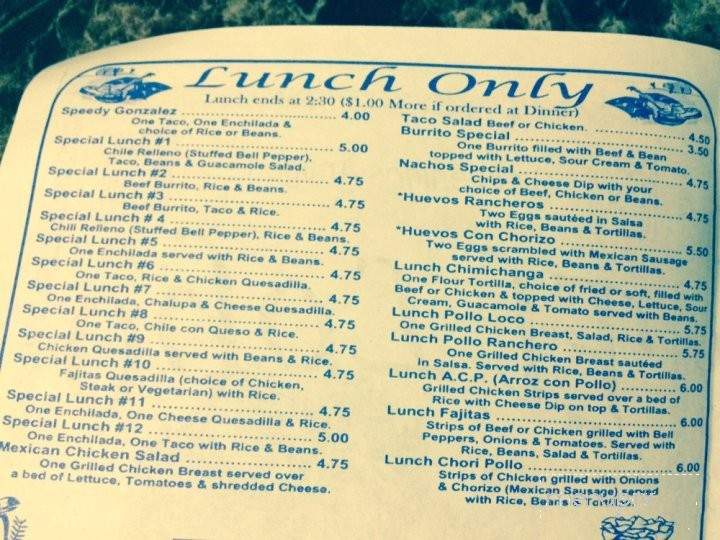 Lunch Only
Lunch ends at 2:30 ($1.00 More if ordered at Dinner)
Speedy Gonzalez 4.00
One Taco, One Enchilada &
choice of Rice or Beans.
Special Lunch #1 5.00
Chile Relleno (Stuffed Bell Pepper),
Taco, Beans & Guacamole Salad.
Special Lunch #2 4.75
Beef Burrito, Rice & Beans.
Special Lunch #3 4.75
Beef Burrito, Taco & Rice.
Special Lunch # 4 4.75
Chili Relleno (Stuffed Bell Pepper), Rice & Beans.
Special Lunch #5 4.75
One Enchilada served with Rice & Beans.
Special Lunch #6 4.75
One Taco, Rice & Chicken Quesadilla.
Special Lunch #7 4.75
One Enchilada, Chalupa & Cheese Quesadilla.
Special Lunch #8 4.75
One Taco, Chile con Queso & Rice.
Special Lunch #9 4.75
Chicken Quesadilla served with Beans & Rice.
Special Lunch #10 4.75
Fajitas Quesadilla (choice of Chicken,
Steak or Vegetarian) with Rice.
Special Lunch #11 4.75
One Enchilada, One Cheese Quesadilla & Rice.
Special Lunch #12 5.00
One Enchilada, One Taco with Rice & Beans.
Mexican Chicken Salad 4.75
One Grilled Chicken Breast served over
a bed of Lettuce, Tomatoes & shredded Cheese.
Taco Salad Beef or Chicken. 4.50
Burrito Special 3.50
One Burrito filled with Beef & Bean
topped with Lettuce, Sour Cream & Tomato.
Nachos Special 4.75
Chips & Cheese Dip with your
choice of Beef, Chicken or Beans.
*Huevos Rancheros 4.75
Two Eggs sautéed in Salsa
with Rice, Beans & Tortillas.
*Huevos Con Chorizo 5.50
Two Eggs scrambled with Mexican Sausage
served with Rice, Beans & Tortillas.
Lunch Chimichanga 4.75
One Flour Tortilla, choice of fried or soft, filled with
Beef or Chicken & topped with Cheese, Lettuce, Sour
Cream, Guacamole & Tomato served with Beans.
Lunch Pollo Loco 5.75
One Grilled Chicken Breast, Salad, Rice & Tortillas.
Lunch Pollo Ranchero 5.75
One Grilled Chicken Breast sautéed
in Salsa. Served with Rice, Beans & Tortillas.
Lunch A.C.P. (Arroz con Pollo) 6.00
Grilled Chicken Strips served over a bed of
Rice with Cheese Dip on top & Tortillas.
Lunch Fajitas 6.00
Strips of Beef or Chicken grilled with Bell
Peppers, Onions & Tomatoes. Served with
Rice, Beans, Salad & Tortillas.
Lunch Chori Pollo 6.00
Strips of Chicken grilled with Onions
& Chorizo (Mexican Sausage) served
with Rice, Beans & Tortillas.